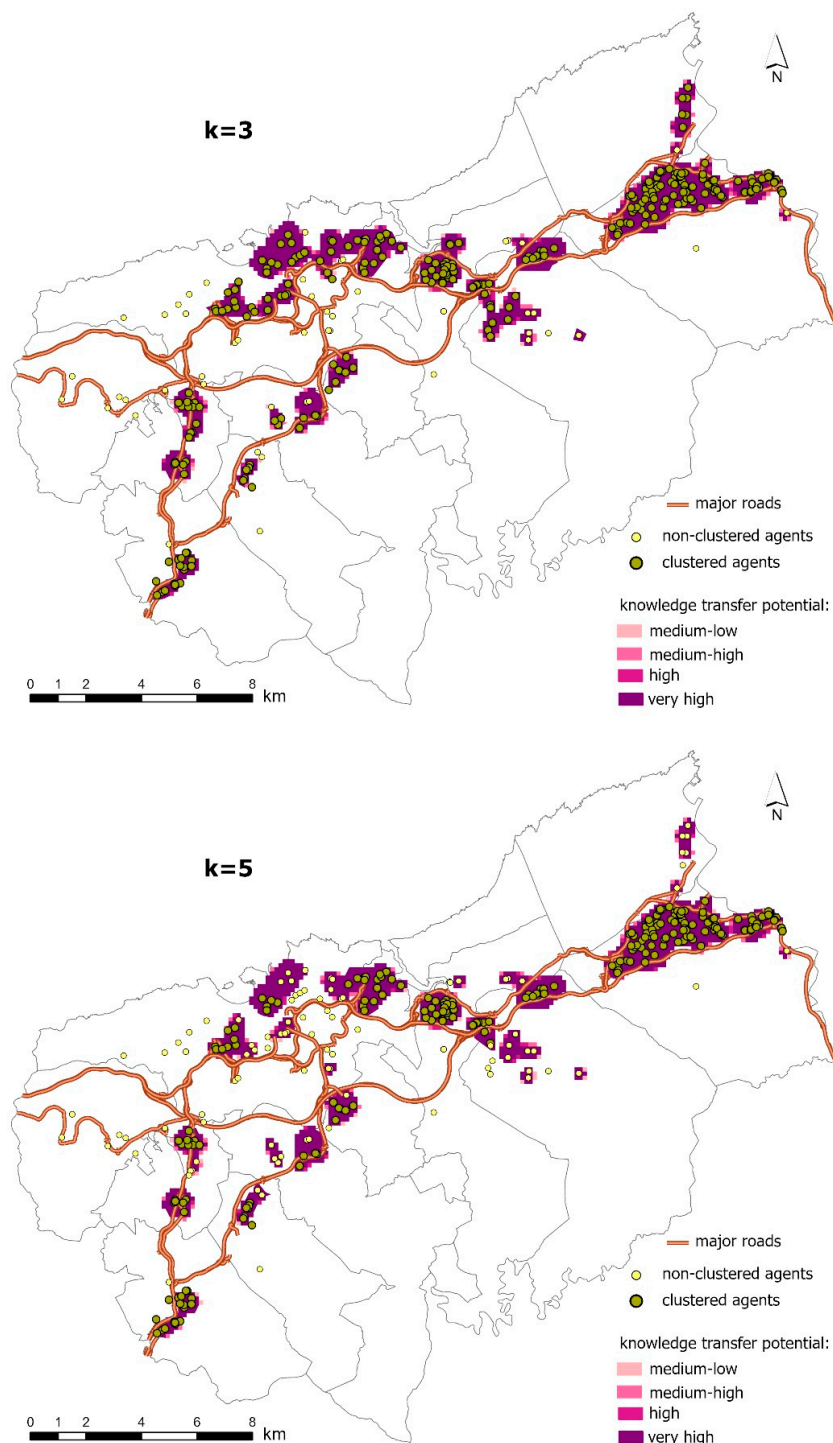 N
k=3
major roads
non-clustered agents
clustered agents
knowledge transfer potential:
medium-low
medium-high
high
very high
0 1 2 4 6 8
km
N
k=5
major roads
non-clustered agents
clustered agents
knowledge transfer potential:
medium-low
medium-high
high
very high
0 1 2 4 6 8
km